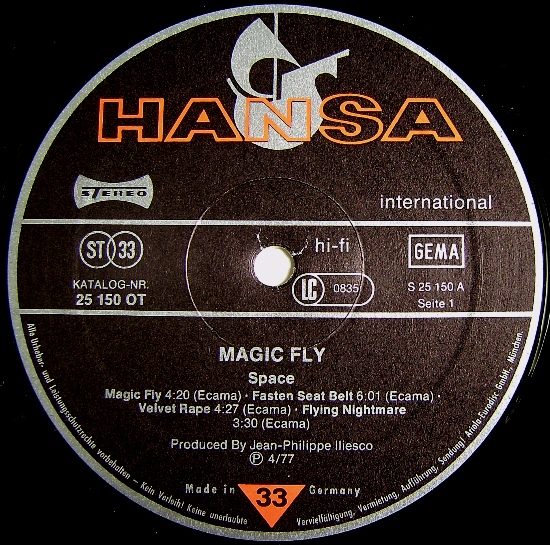 HANSA
STEREO
international
ST 33
hi-fi
GEMA
KATALOG-NR.
25 150 OT
LC 0835
S 25 150 A
Seite 1
MAGIC FLY
Space
Magic Fly 4:20 (Ecama) · Fasten Seat Belt 6:01 (Ecama) ·
Velvet Rape 4:27 (Ecama) · Flying Nightmare
3:30 (Ecama)
Produced By Jean-Philippe Iliesco
Ⓟ 4/77
Made in 33 Germany
Alle Urheber- und Leistungsschutzrechte vorbehalten – Kein Verleih! Keine unerlaubte Vervielfältigung, Vermietung, Aufführung, Sendung! Ariola-Eurodisc GmbH, München